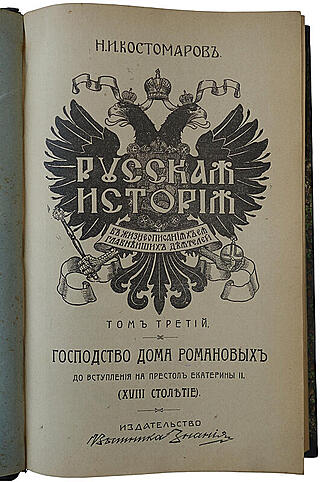 Н. И. КОСТОМАРОВЪ.
РУССКАЯ
ИСТОРІЯ
ВЪ ЖИЗНЕОПИСАНІЯХЪ ЕЯ
ГЛАВНѢЙШИХЪ ДѢЯТЕЛЕЙ
ТОМЪ ТРЕТІЙ.
ГОСПОДСТВО ДОМА РОМАНОВЫХЪ
ДО ВСТУПЛЕНІЯ НА ПРЕСТОЛЪ ЕКАТЕРИНЫ II.
(XVIII СТОЛѢТІЕ).
ИЗДАТЕЛЬСТВО
Вѣстника Знанія